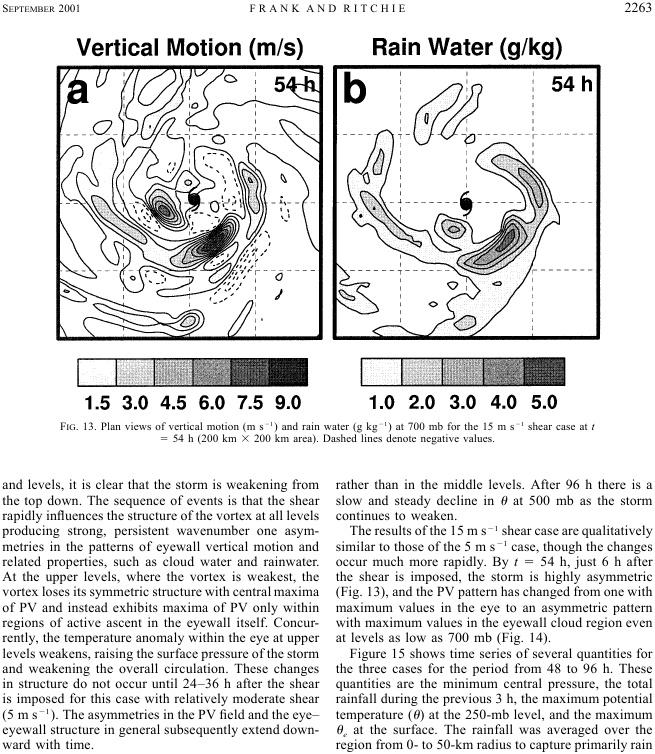 SEPTEMBER 2001
FRANK AND RITCHIE
2263
Vertical Motion (m/s)
Rain Water (g/kg)
a
54 h
b
54 h
1.5 3.0 4.5 6.0 7.5 9.0
1.0 2.0 3.0 4.0 5.0
FIG. 13. Plan views of vertical motion (m s⁻¹) and rain water (g kg⁻¹) at 700 mb for the 15 m s⁻¹ shear case at t
= 54 h (200 km × 200 km area). Dashed lines denote negative values.
and levels, it is clear that the storm is weakening from
the top down. The sequence of events is that the shear
rapidly influences the structure of the vortex at all levels
producing strong, persistent wavenumber one asym-
metries in the patterns of eyewall vertical motion and
related properties, such as cloud water and rainwater.
At the upper levels, where the vortex is weakest, the
vortex loses its symmetric structure with central maxima
of PV and instead exhibits maxima of PV only within
regions of active ascent in the eyewall itself. Concur-
rently, the temperature anomaly within the eye at upper
levels weakens, raising the surface pressure of the storm
and weakening the overall circulation. These changes
in structure do not occur until 24–36 h after the shear
is imposed for this case with relatively moderate shear
(5 m s⁻¹). The asymmetries in the PV field and the eye–
eyewall structure in general subsequently extend down-
ward with time.
rather than in the middle levels. After 96 h there is a
slow and steady decline in θ at 500 mb as the storm
continues to weaken.
The results of the 15 m s⁻¹ shear case are qualitatively
similar to those of the 5 m s⁻¹ case, though the changes
occur much more rapidly. By t = 54 h, just 6 h after
the shear is imposed, the storm is highly asymmetric
(Fig. 13), and the PV pattern has changed from one with
maximum values in the eye to an asymmetric pattern
with maximum values in the eyewall cloud region even
at levels as low as 700 mb (Fig. 14).
Figure 15 shows time series of several quantities for
the three cases for the period from 48 to 96 h. These
quantities are the minimum central pressure, the total
rainfall during the previous 3 h, the maximum potential
temperature (θ) at the 250-mb level, and the maximum
θₑ at the surface. The rainfall was averaged over the
region from 0- to 50-km radius to capture primarily rain